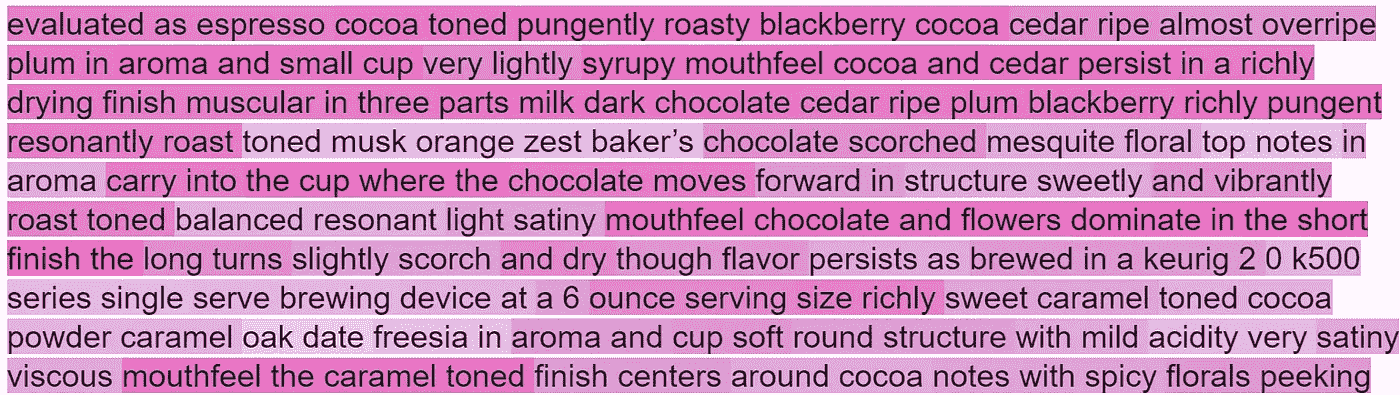 evaluated as espresso cocoa toned pungently roasty blackberry cocoa cedar ripe almost overripe
plum in aroma and small cup very lightly syrupy mouthfeel cocoa and cedar persist in a richly
drying finish muscular in three parts milk dark chocolate cedar ripe plum blackberry richly pungent
resonantly roast toned musk orange zest baker’s chocolate scorched mesquite floral top notes in
aroma carry into the cup where the chocolate moves forward in structure sweetly and vibrantly
roast toned balanced resonant light satiny mouthfeel chocolate and flowers dominate in the short
finish the long turns slightly scorch and dry though flavor persists as brewed in a keurig 2 0 k500
series single serve brewing device at a 6 ounce serving size richly sweet caramel toned cocoa
powder caramel oak date freesia in aroma and cup soft round structure with mild acidity very satiny
viscous mouthfeel the caramel toned finish centers around cocoa notes with spicy florals peeking